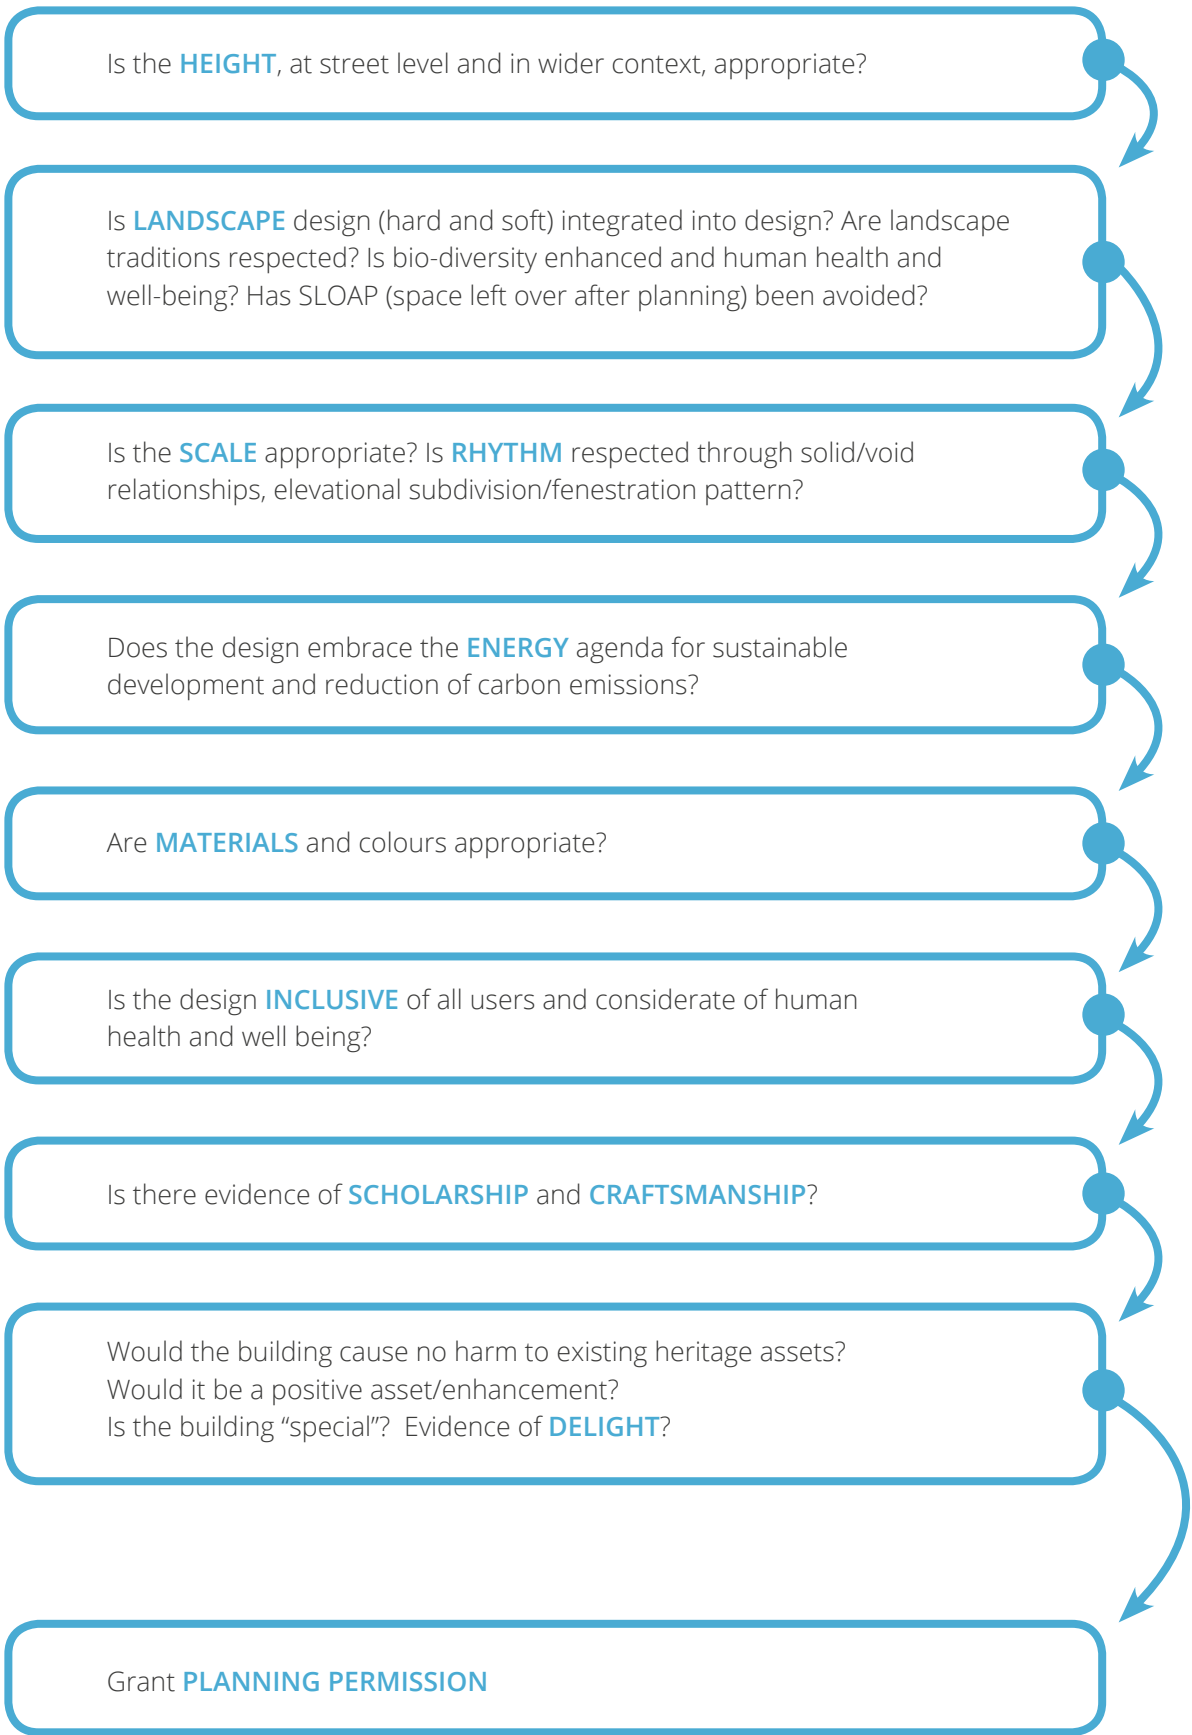 Is the HEIGHT, at street level and in wider context, appropriate?
Is LANDSCAPE design (hard and soft) integrated into design? Are landscape
traditions respected? Is bio-diversity enhanced and human health and
well-being? Has SLOAP (space left over after planning) been avoided?
Is the SCALE appropriate? Is RHYTHM respected through solid/void
relationships, elevational subdivision/fenestration pattern?
Does the design embrace the ENERGY agenda for sustainable
development and reduction of carbon emissions?
Are MATERIALS and colours appropriate?
Is the design INCLUSIVE of all users and considerate of human
health and well being?
Is there evidence of SCHOLARSHIP and CRAFTSMANSHIP?
Would the building cause no harm to existing heritage assets?
Would it be a positive asset/enhancement?
Is the building “special”?  Evidence of DELIGHT?
Grant PLANNING PERMISSION